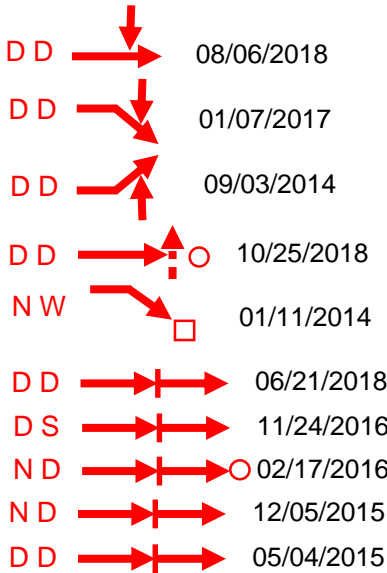 D D 08/06/2018
D D 01/07/2017
D D 09/03/2014
D D 10/25/2018
N W 01/11/2014
D D 06/21/2018
D S 11/24/2016
N D 02/17/2016
N D 12/05/2015
D D 05/04/2015